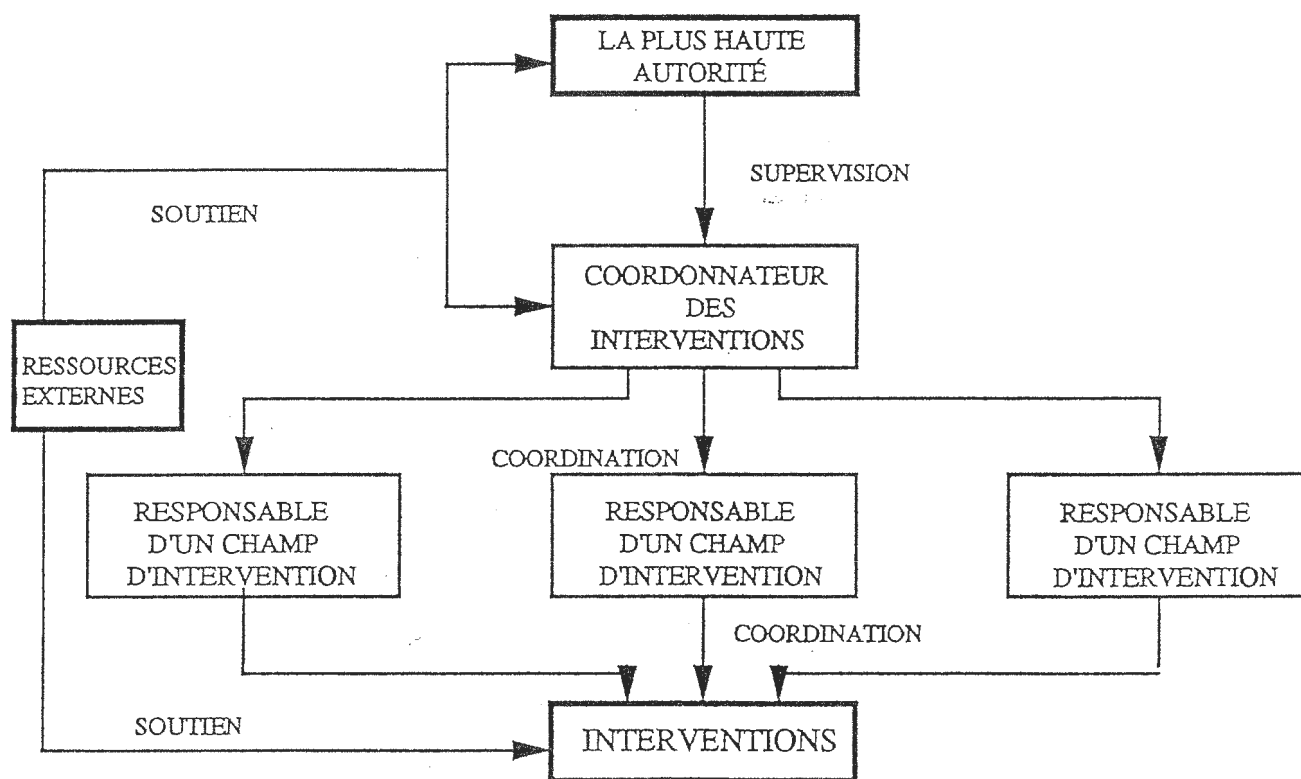 LA PLUS HAUTE
AUTORITÉ
SUPERVISION
SOUTIEN
COORDONNATEUR
DES
INTERVENTIONS
RESSOURCES
EXTERNES
COORDINATION
RESPONSABLE
D'UN CHAMP
D'INTERVENTION
RESPONSABLE
D'UN CHAMP
D'INTERVENTION
RESPONSABLE
D'UN CHAMP
D'INTERVENTION
COORDINATION
SOUTIEN
INTERVENTIONS